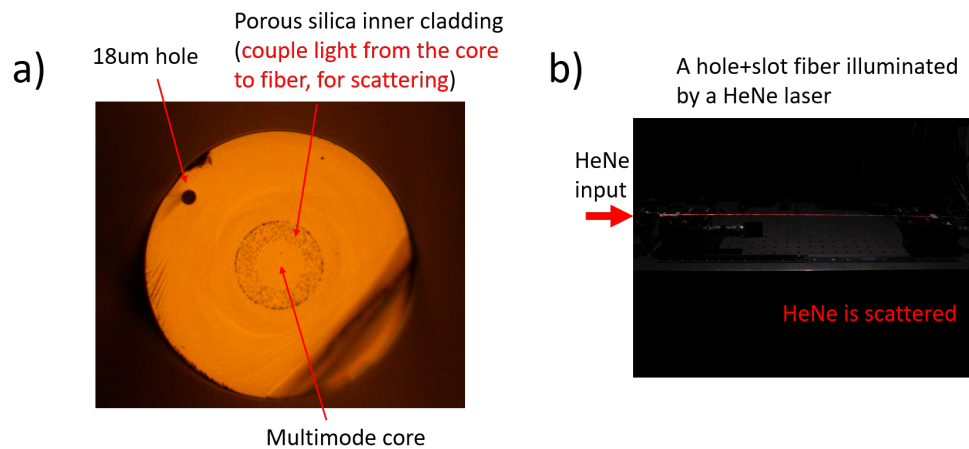 a)
18um hole
Porous silica inner cladding
(couple light from the core
to fiber, for scattering)
Multimode core
b)
A hole+slot fiber illuminated
by a HeNe laser
HeNe
input
HeNe is scattered